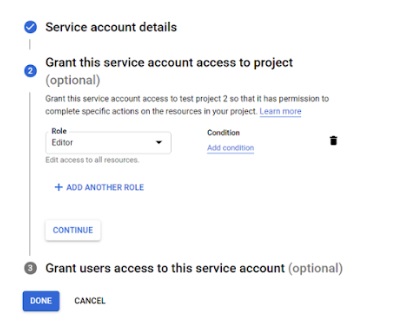 Service account details
2 Grant this service account access to project
(optional)
Grant this service account access to test project 2 so that it has permission to
complete specific actions on the resources in your project. Learn more
Role
Editor
Condition
Add condition
Edit access to all resources.
+ ADD ANOTHER ROLE
CONTINUE
3 Grant users access to this service account (optional)
DONE CANCEL